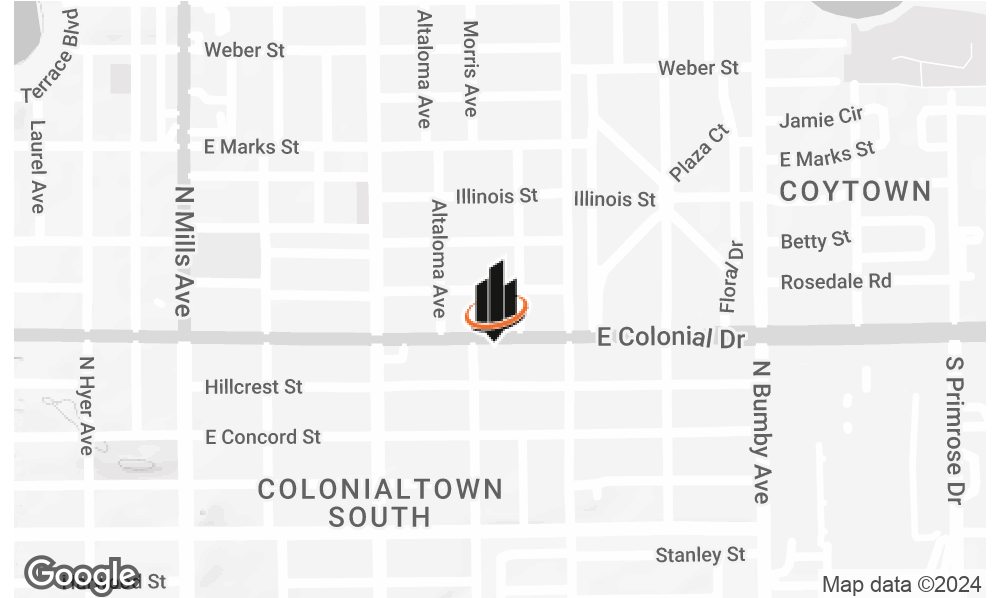 Terrace Blvd
Altaloma Ave
Morris Ave
Weber St
Weber St
Laurel Ave
E Marks St
Plaza Ct
Jamie Cir
E Marks St
COYTOWN
Illinois St
Illinois St
N Mills Ave
Altaloma Ave
Betty St
Flora Dr
Rosedale Rd
E Colonial Dr
N Hyer Ave
Hillcrest St
N Bumby Ave
S Primrose Dr
E Concord St
COLONIALTOWN
SOUTH
Stanley St
Google
St
Map data ©2024